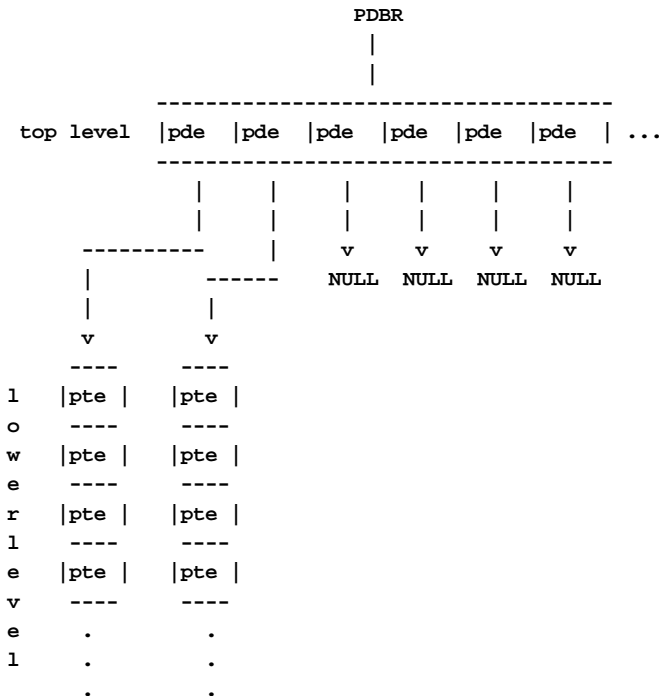 PDBR
top level |pde |pde |pde |pde |pde |pde | ...
v v v v
NULL NULL NULL NULL
v v
l |pte | |pte |
o
w |pte | |pte |
e
r |pte | |pte |
l
e |pte | |pte |
v
e . .
l . .
. .